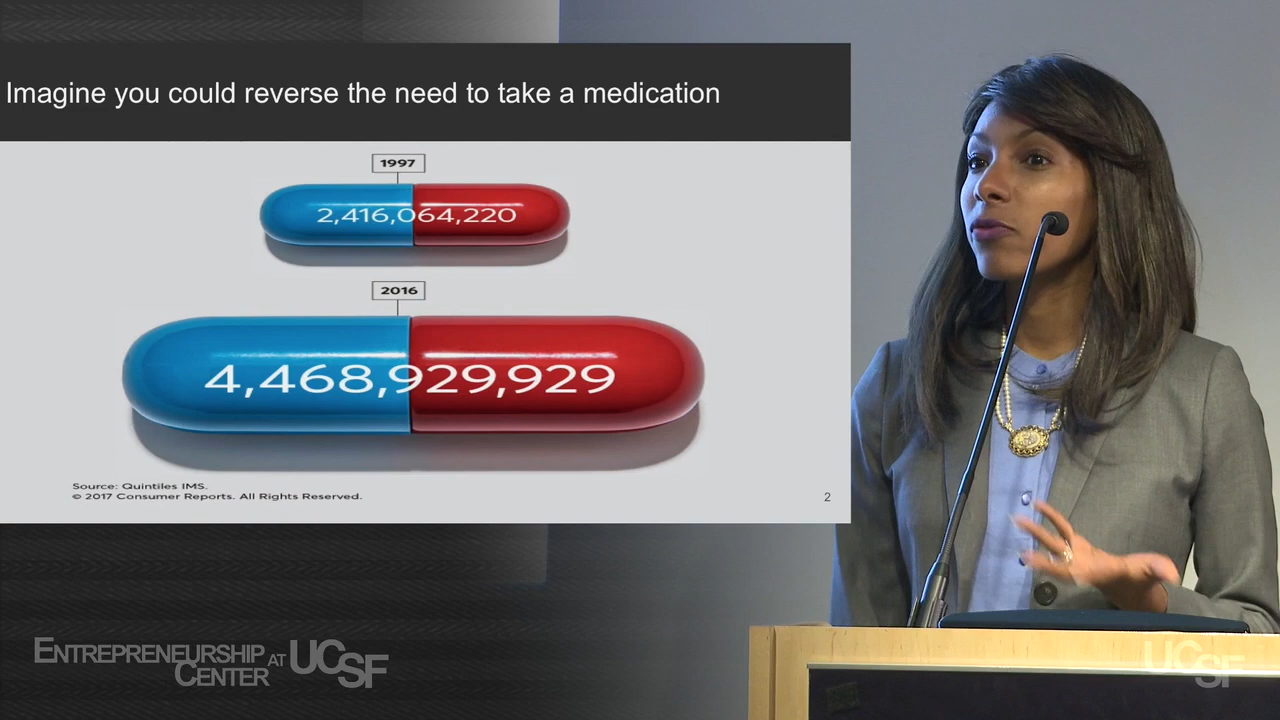 Imagine you could reverse the need to take a medication
1997
2,416,064,220
2016
4,468,929,929
Source: Quintiles IMS.
© 2017 Consumer Reports. All Rights Reserved.
2
ENTREPRENEURSHIP AT UCSF
CENTER
UCSF